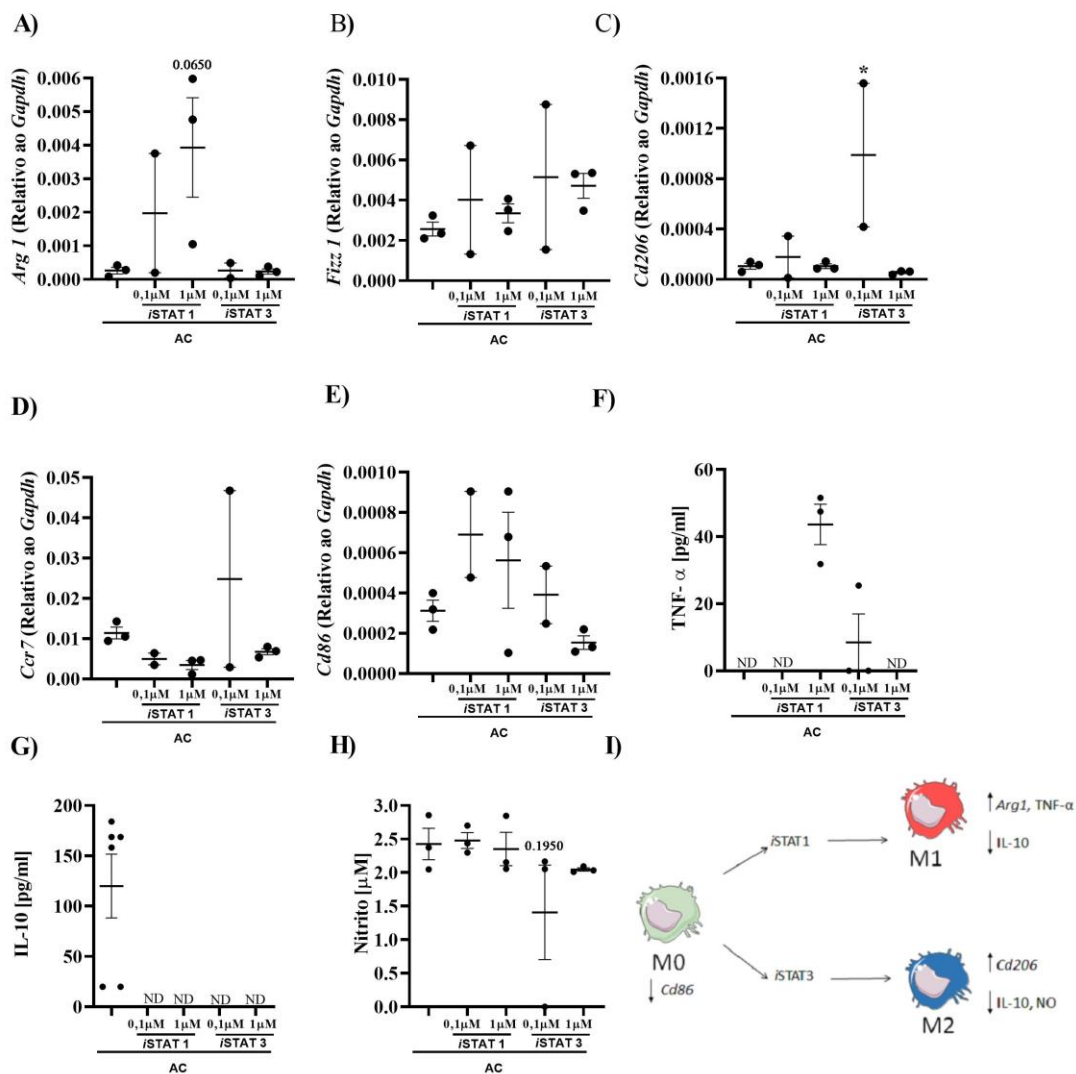 A)
Arg 1 (Relativo ao Gapdh)
0.006
0.005
0.004
0.003
0.002
0.001
0.000
0.0650
0,1µM 1µM 0,1µM 1µM
iSTAT 1 iSTAT 3
AC
B)
Fizz 1 (Relativo ao Gapdh)
0.010
0.008
0.006
0.004
0.002
0.000
0,1µM 1µM 0,1µM 1µM
iSTAT 1 iSTAT 3
AC
C)
Cd206 (Relativo ao Gapdh)
0.0016
0.0012
0.0008
0.0004
0.0000
*
0,1µM 1µM 0,1µM 1µM
iSTAT 1 iSTAT 3
AC
D)
Ccr7 (Relativo ao Gapdh)
0.05
0.04
0.03
0.02
0.01
0.00
0,1µM 1µM 0,1µM 1µM
iSTAT 1 iSTAT 3
AC
E)
Cd86 (Relativo ao Gapdh)
0.0010
0.0008
0.0006
0.0004
0.0002
0.0000
0,1µM 1µM 0,1µM 1µM
iSTAT 1 iSTAT 3
AC
F)
TNF- α [pg/ml]
60
40
20
0
ND ND ND
0,1µM 1µM 0,1µM 1µM
iSTAT 1 iSTAT 3
AC
G)
IL-10 [pg/ml]
200
150
100
50
0
ND ND ND ND
0,1µM 1µM 0,1µM 1µM
iSTAT 1 iSTAT 3
AC
H)
Nitrito [µM]
3.0
2.5
2.0
1.5
1.0
0.5
0.0
0.1950
0,1µM 1µM 0,1µM 1µM
iSTAT 1 iSTAT 3
AC
I)
M0
↓ Cd86
iSTAT1
M1
↑ Arg1, TNF-α
↓ IL-10
iSTAT3
M2
↑ Cd206
↓ IL-10, NO